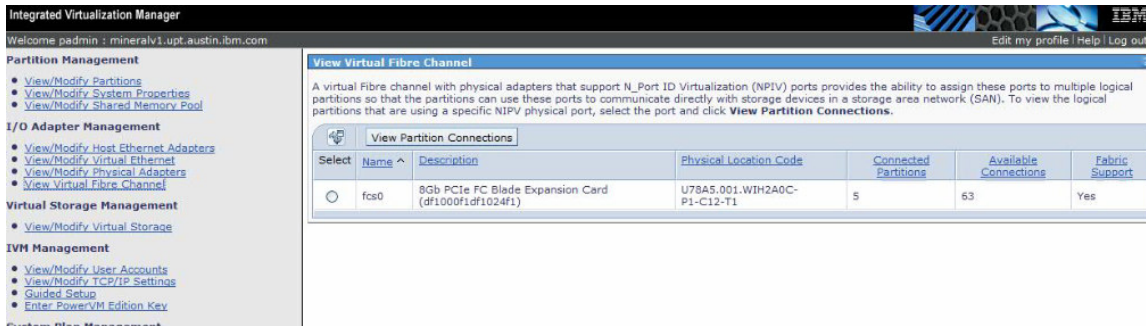 Integrated Virtualization Manager
IBM
Welcome padmin : mineralv1.upt.austin.ibm.com
Edit my profile | Help | Log out
Partition Management
View/Modify Partitions
View/Modify System Properties
View/Modify Shared Memory Pool
I/O Adapter Management
View/Modify Host Ethernet Adapters
View/Modify Virtual Ethernet
View/Modify Physical Adapters
View Virtual Fibre Channel
Virtual Storage Management
View/Modify Virtual Storage
IVM Management
View/Modify User Accounts
View/Modify TCP/IP Settings
Guided Setup
Enter PowerVM Edition Key
System Plan Management
View Virtual Fibre Channel
A virtual Fibre channel with physical adapters that support N_Port ID Virtualization (NPIV) ports provides the ability to assign these ports to multiple logical
partitions so that the partitions can use these ports to communicate directly with storage devices in a storage area network (SAN). To view the logical
partitions that are using a specific NIPV physical port, select the port and click View Partition Connections.
View Partition Connections
Select Name ^ Description Physical Location Code Connected Partitions Available Connections Fabric Support
fcs0 8Gb PCIe FC Blade Expansion Card (df1000f1df1024f1) U78A5.001.WIH2A0C-P1-C12-T1 5 63 Yes